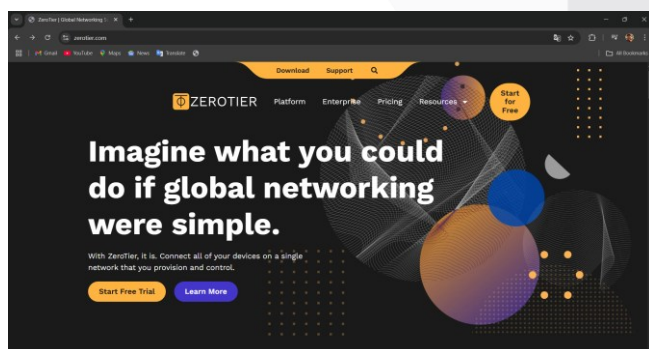 ZeroTier | Global Networking S
zerotier.com
Gmail YouTube Maps News Translate
All Bookmarks
Download Support
ZEROTIER Platform Enterprise Pricing Resources
Start
for
Free
Imagine what you could
do if global networking
were simple.
With ZeroTier, it is. Connect all of your devices on a single
network that you provision and control.
Start Free Trial Learn More